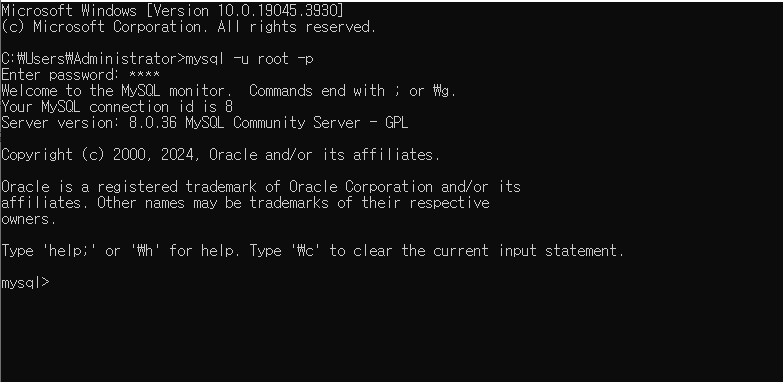 Microsoft Windows [Version 10.0.19045.3930]
(c) Microsoft Corporation. All rights reserved.
C:₩Users₩Administrator>mysql -u root -p
Enter password: ****
Welcome to the MySQL monitor.  Commands end with ; or ₩g.
Your MySQL connection id is 8
Server version: 8.0.36 MySQL Community Server - GPL
Copyright (c) 2000, 2024, Oracle and/or its affiliates.
Oracle is a registered trademark of Oracle Corporation and/or its
affiliates. Other names may be trademarks of their respective
owners.
Type 'help;' or '₩h' for help. Type '₩c' to clear the current input statement.
mysql>